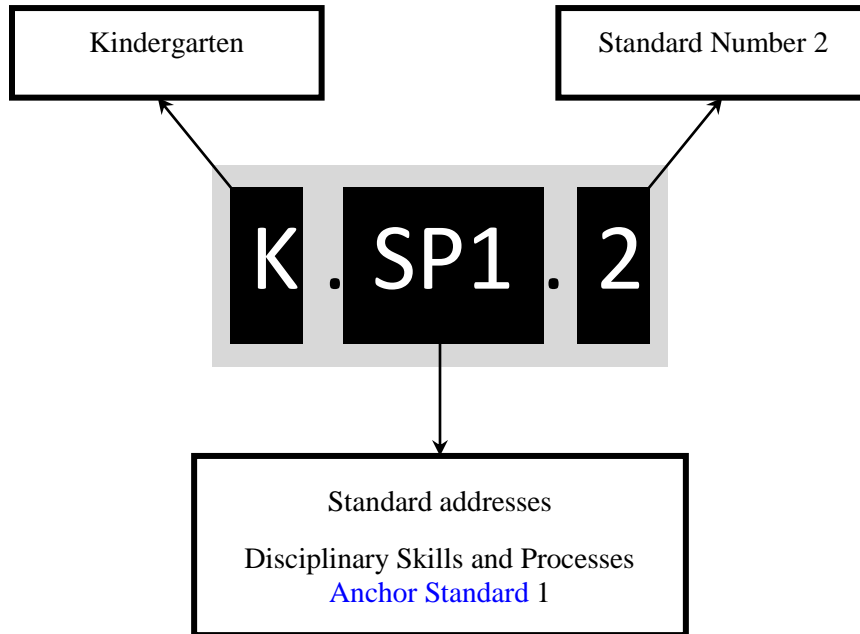 Kindergarten
Standard Number 2
K . SP1 . 2
Standard addresses
Disciplinary Skills and Processes
Anchor Standard 1